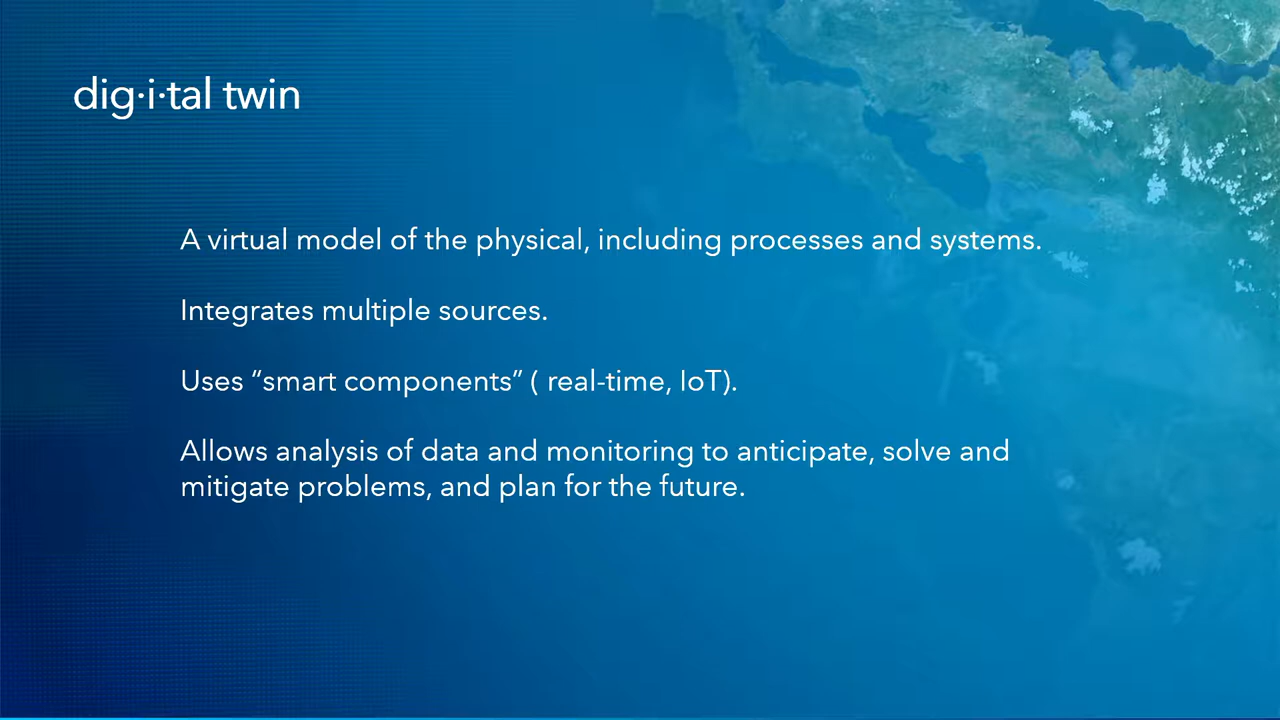 dig·i·tal twin
A virtual model of the physical, including processes and systems.
Integrates multiple sources.
Uses “smart components” ( real-time, IoT).
Allows analysis of data and monitoring to anticipate, solve and
mitigate problems, and plan for the future.